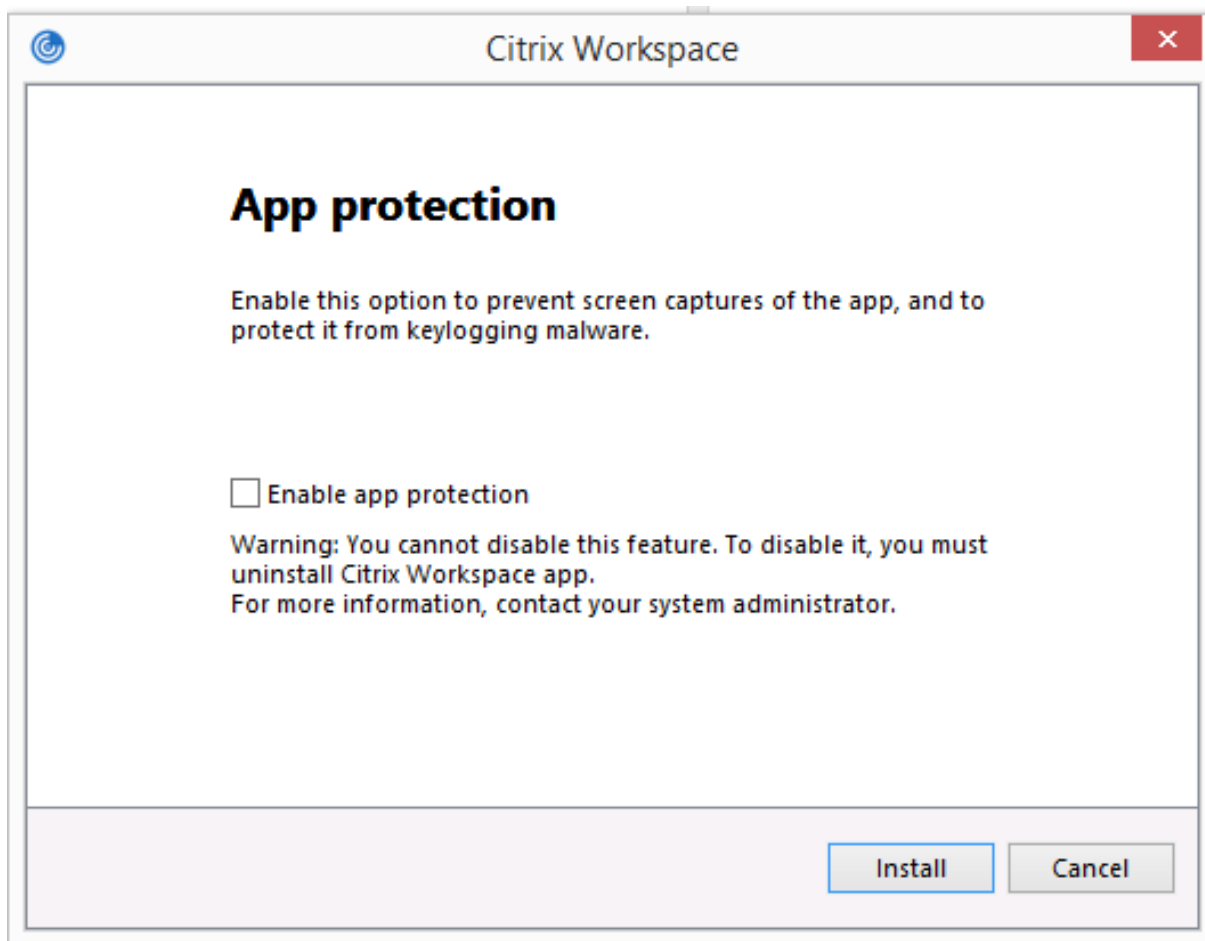 Citrix Workspace
App protection
Enable this option to prevent screen captures of the app, and to
protect it from keylogging malware.
Enable app protection
Warning: You cannot disable this feature. To disable it, you must
uninstall Citrix Workspace app.
For more information, contact your system administrator.
Install Cancel